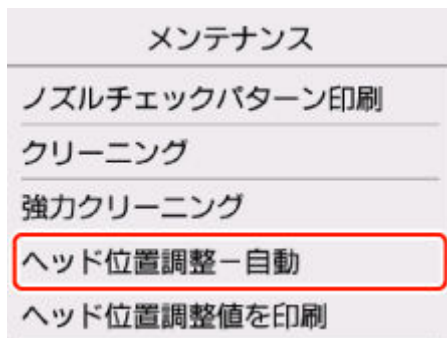 メンテナンス
ノズルチェックパターン印刷
クリーニング
強力クリーニング
ヘッド位置調整－自動
ヘッド位置調整値を印刷